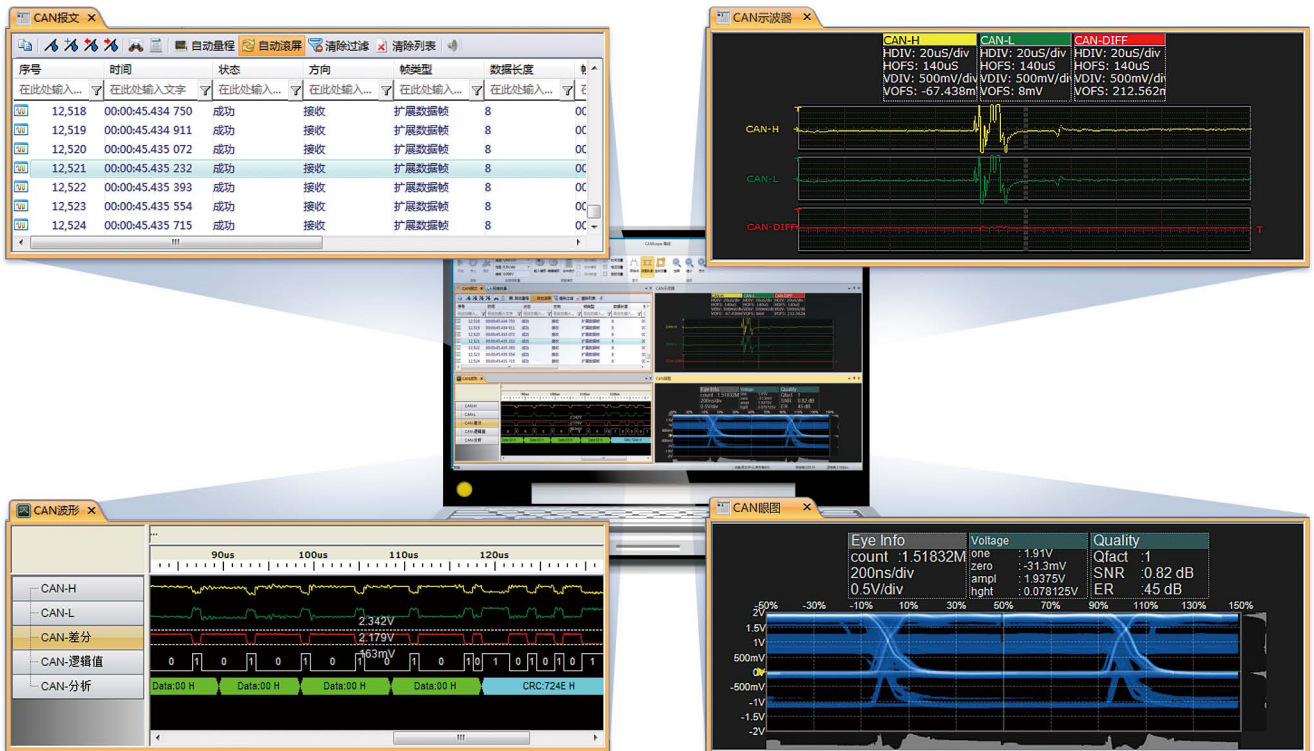 CAN报文
自动量程 自动滚屏 清除过滤 清除列表
序号 时间 状态 方向 帧类型 数据长度
在此处输入... 在此处输入文字 在此处输入... 在此处输入... 在此处输入... 在此处输入...
12,518 00:00:45.434 750 成功 接收 扩展数据帧 8 00
12,519 00:00:45.434 911 成功 接收 扩展数据帧 8 00
12,520 00:00:45.435 072 成功 接收 扩展数据帧 8 00
12,521 00:00:45.435 232 成功 接收 扩展数据帧 8 00
12,522 00:00:45.435 393 成功 接收 扩展数据帧 8 00
12,523 00:00:45.435 554 成功 接收 扩展数据帧 8 00
12,524 00:00:45.435 715 成功 接收 扩展数据帧 8 00
CAN示波器
CAN-H CAN-L CAN-DIFF
HDIV: 20uS/div HDIV: 20uS/div HDIV: 20uS/div
HOFS: 140uS HOFS: 140uS HOFS: 140uS
VDIV: 500mV/div VDIV: 500mV/div VDIV: 500mV/div
VOFS: -67.438m VOFS: 8mV VOFS: 212.562m
CAN-H
CAN-L
CAN-DIFF
T
CAN波形
...
90us 100us 110us 120us
CAN-H
CAN-L
CAN-差分
CAN-逻辑值
CAN-分析
2.342V
2.179V
163mV
0 1 0 1 0 1 0 1 0 1 0 1 0 1 0 1 0 1
Data:00 H Data:00 H Data:00 H Data:00 H CRC:724E H
CAN眼图
Eye Info Voltage Quality
count :1.51832M one : 1.91V Qfact :1
200ns/div zero : -31.3mV SNR :0.82 dB
0.5V/div ampl : 1.9375V ER :45 dB
hght : 0.078125V
-50% -30% -10% 10% 30% 50% 70% 90% 110% 130% 150%
2V
1.5V
1V
500mV
-500mV
-1V
-1.5V
-2V